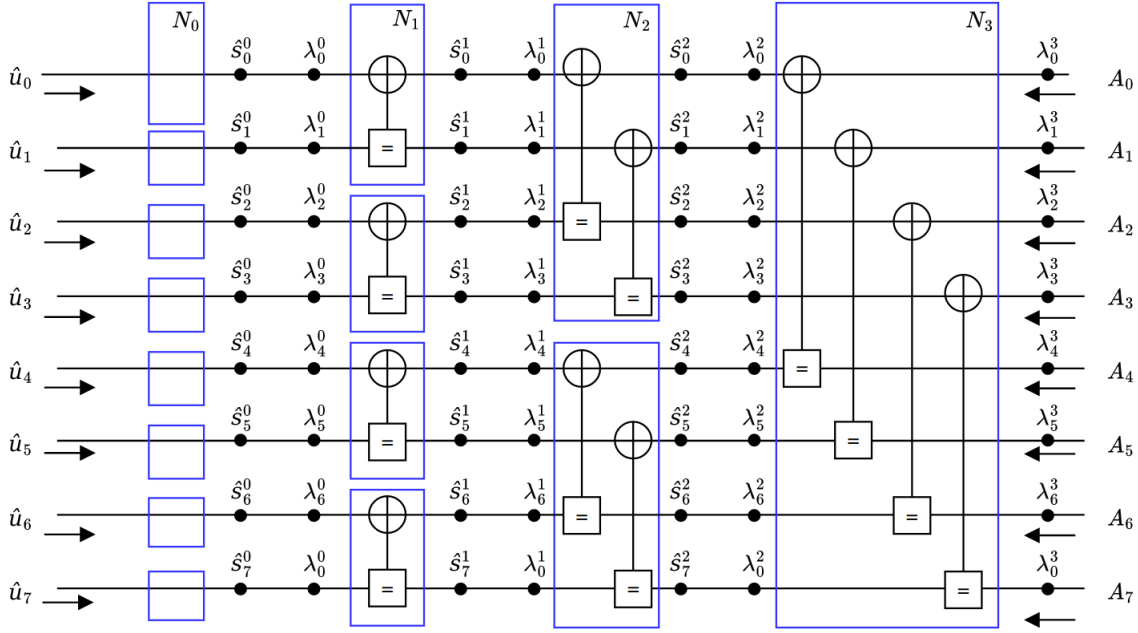 N₀ N₁ N₂ N₃
ŝ₀⁰ λ₀⁰ ŝ₀¹ λ₀¹ ŝ₀² λ₀² λ₀³
û₀ A₀
ŝ₁⁰ λ₁⁰ ŝ₁¹ λ₁¹ ŝ₁² λ₁² λ₁³
û₁ = A₁
ŝ₂⁰ λ₂⁰ ŝ₂¹ λ₂¹ ŝ₂² λ₂² λ₂³
û₂ = A₂
ŝ₃⁰ λ₃⁰ ŝ₃¹ λ₃¹ ŝ₃² λ₃² λ₃³
û₃ = = A₃
ŝ₄⁰ λ₄⁰ ŝ₄¹ λ₄¹ ŝ₄² λ₄² λ₄³
û₄ = A₄
ŝ₅⁰ λ₅⁰ ŝ₅¹ λ₅¹ ŝ₅² λ₅² λ₅³
û₅ = = A₅
ŝ₆⁰ λ₆⁰ ŝ₆¹ λ₆¹ ŝ₆² λ₆² λ₆³
û₆ = = A₆
ŝ₇⁰ λ₀⁰ ŝ₇¹ λ₀¹ ŝ₇² λ₀² λ₀³
û₇ = = = A₇